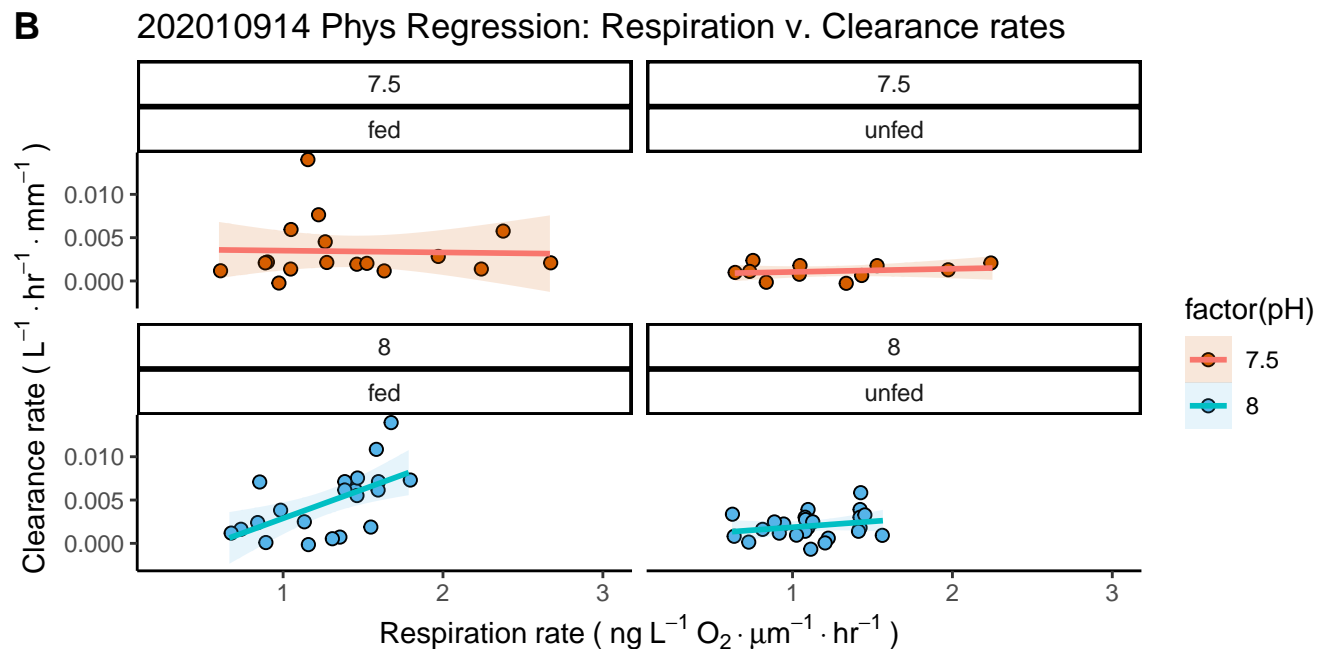 B 202010914 Phys Regression: Respiration v. Clearance rates
7.5 7.5
fed unfed
0.010
0.005
0.000
8 8
fed unfed
0.010
0.005
0.000
1 2 3 1 2 3
Respiration rate ( ng L⁻¹ O₂ · μm⁻¹ · hr⁻¹ )
Clearance rate ( L⁻¹ · hr⁻¹ · mm⁻¹ )
factor(pH)
7.5
8